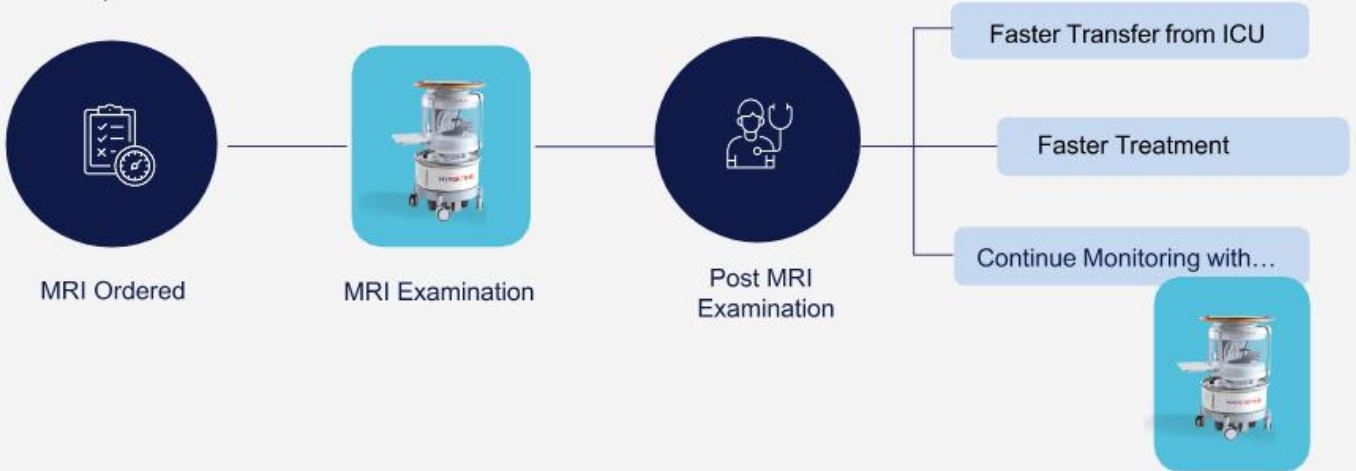 Faster Transfer from ICU
Faster Treatment
Continue Monitoring with…
MRI Ordered
MRI Examination
Post MRI
Examination